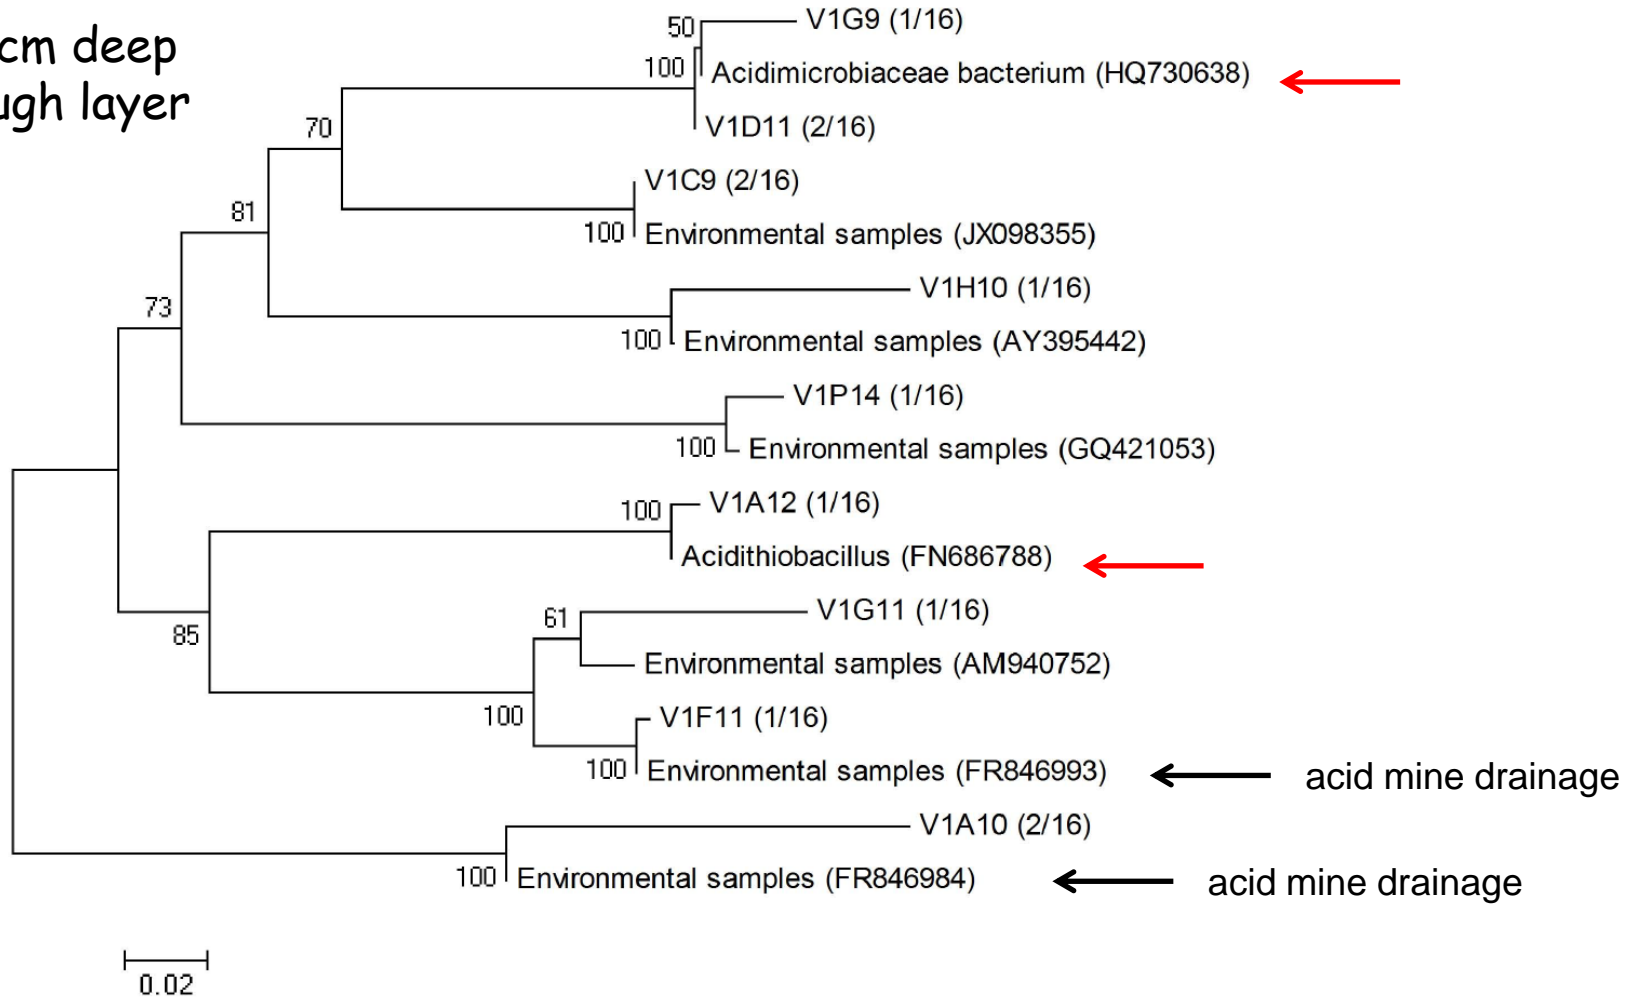 cm deep
layer
50
V1G9 (1/16)
100
Acidimicrobiaceae bacterium (HQ730638)
V1D11 (2/16)
70
V1C9 (2/16)
81
100
Environmental samples (JX098355)
V1H10 (1/16)
73
100
Environmental samples (AY395442)
V1P14 (1/16)
100
Environmental samples (GQ421053)
100
V1A12 (1/16)
Acidithiobacillus (FN686788)
61
V1G11 (1/16)
85
Environmental samples (AM940752)
100
V1F11 (1/16)
100
Environmental samples (FR846993)
acid mine drainage
V1A10 (2/16)
100
Environmental samples (FR846984)
acid mine drainage
0.02